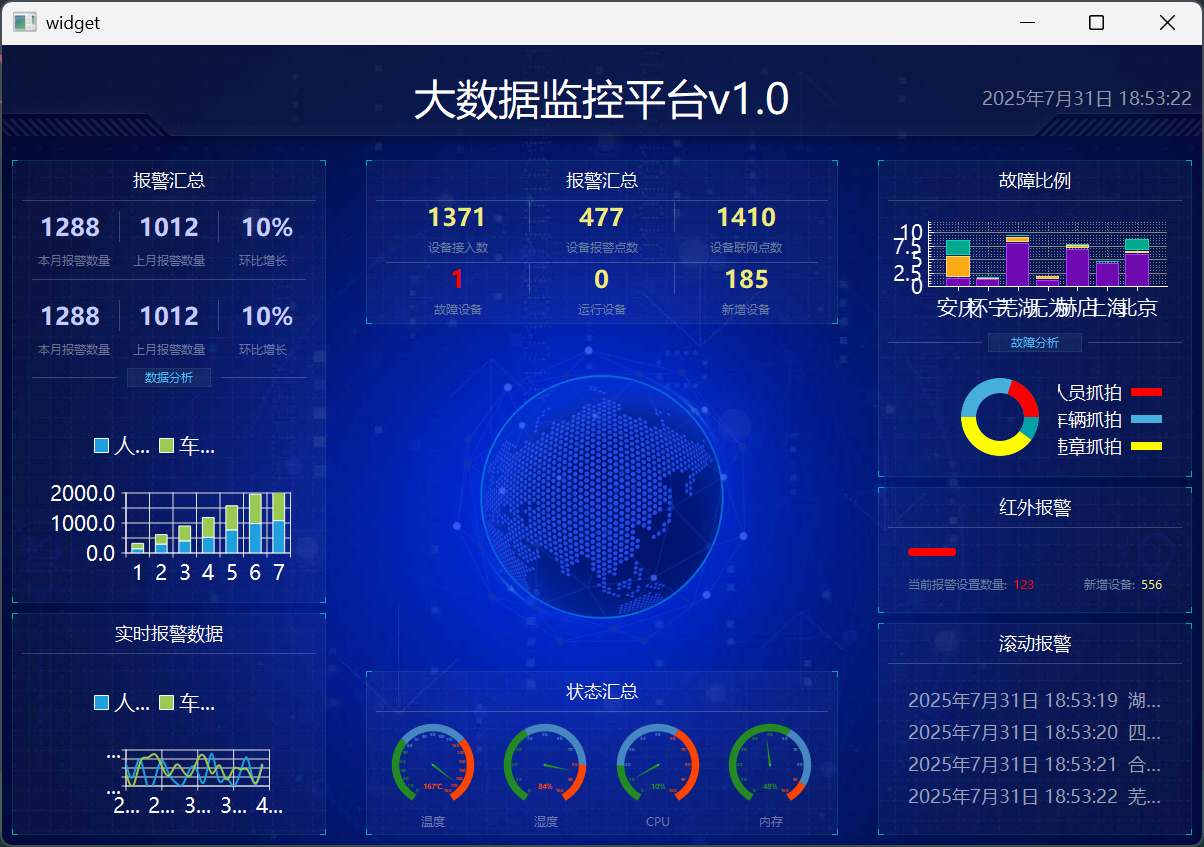 widget
大数据监控平台v1.0
2025年7月31日 18:53:22
报警汇总
1288 1012 10%
本月报警数量 上月报警数量 环比增长
1288 1012 10%
本月报警数量 上月报警数量 环比增长
数据分析
人... 车...
2000.0
1000.0
0.0
1 2 3 4 5 6 7
实时报警数据
人... 车...
...
...
2... 2... 3... 3... 4...
报警汇总
1371 477 1410
设备接入数 设备报警点数 设备联网点数
1 0 185
故障设备 运行设备 新增设备
状态汇总
167℃ 84% 10% 48%
温度 湿度 CPU 内存
故障比例
10
7.5
5
2.5
0
安庆 怀宁 芜湖 无为 上海 北京
故障分析
人员抓拍
车辆抓拍
违章抓拍
红外报警
当前报警设置数量: 123 新增设备: 556
滚动报警
2025年7月31日 18:53:19 湖...
2025年7月31日 18:53:20 四...
2025年7月31日 18:53:21 合...
2025年7月31日 18:53:22 芜...